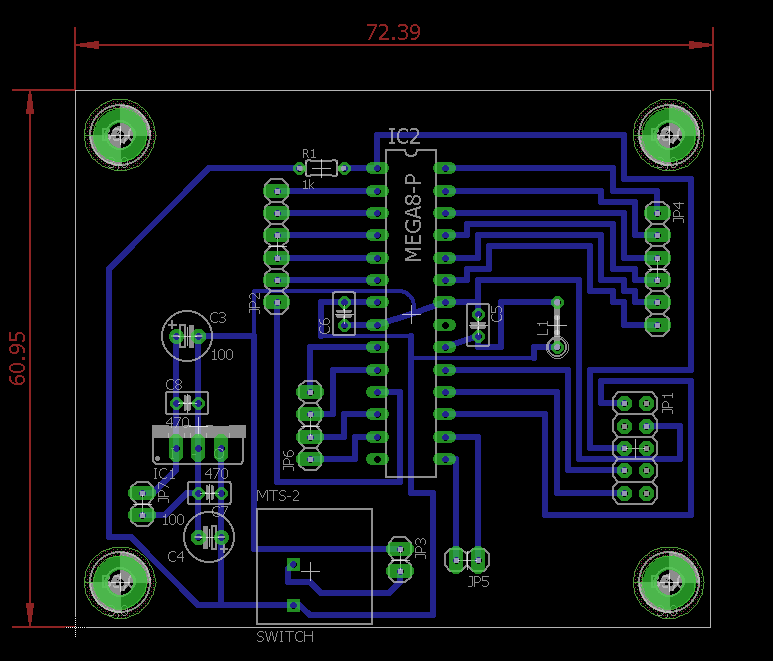 72.39
IC2
R1
1k
MEGA8-P
JP4
60.95
JP2
C6
C5
L1
C3
100
C8
470
IC1
470
JP7
100
C7
C4
JP6
JP1
MTS-2
JP3
JP5
SWITCH